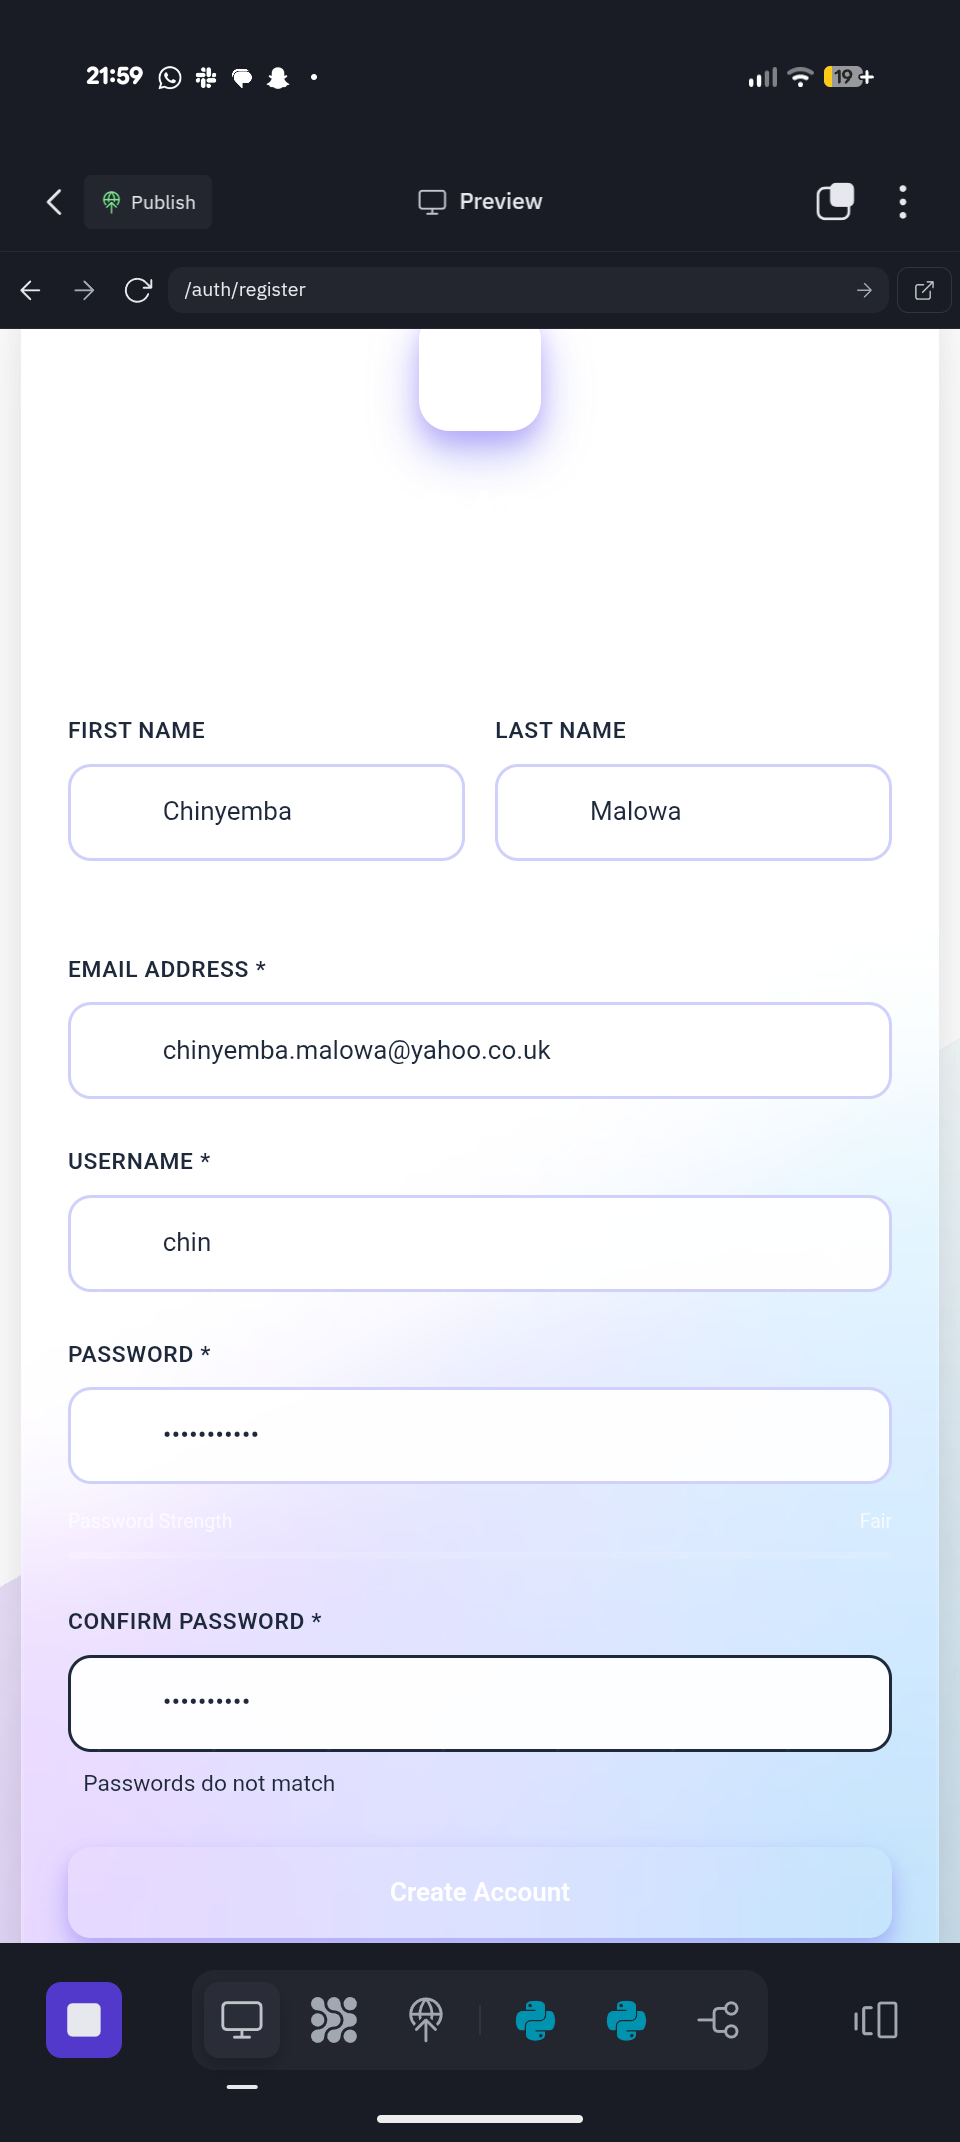 21:59
19+
Publish
Preview
/auth/register
FIRST NAME
LAST NAME
Chinyemba
Malowa
EMAIL ADDRESS *
chinyemba.malowa@yahoo.co.uk
USERNAME *
chin
PASSWORD *
•••••••••••
Password Strength
Fair
CONFIRM PASSWORD *
••••••••••
Passwords do not match
Create Account